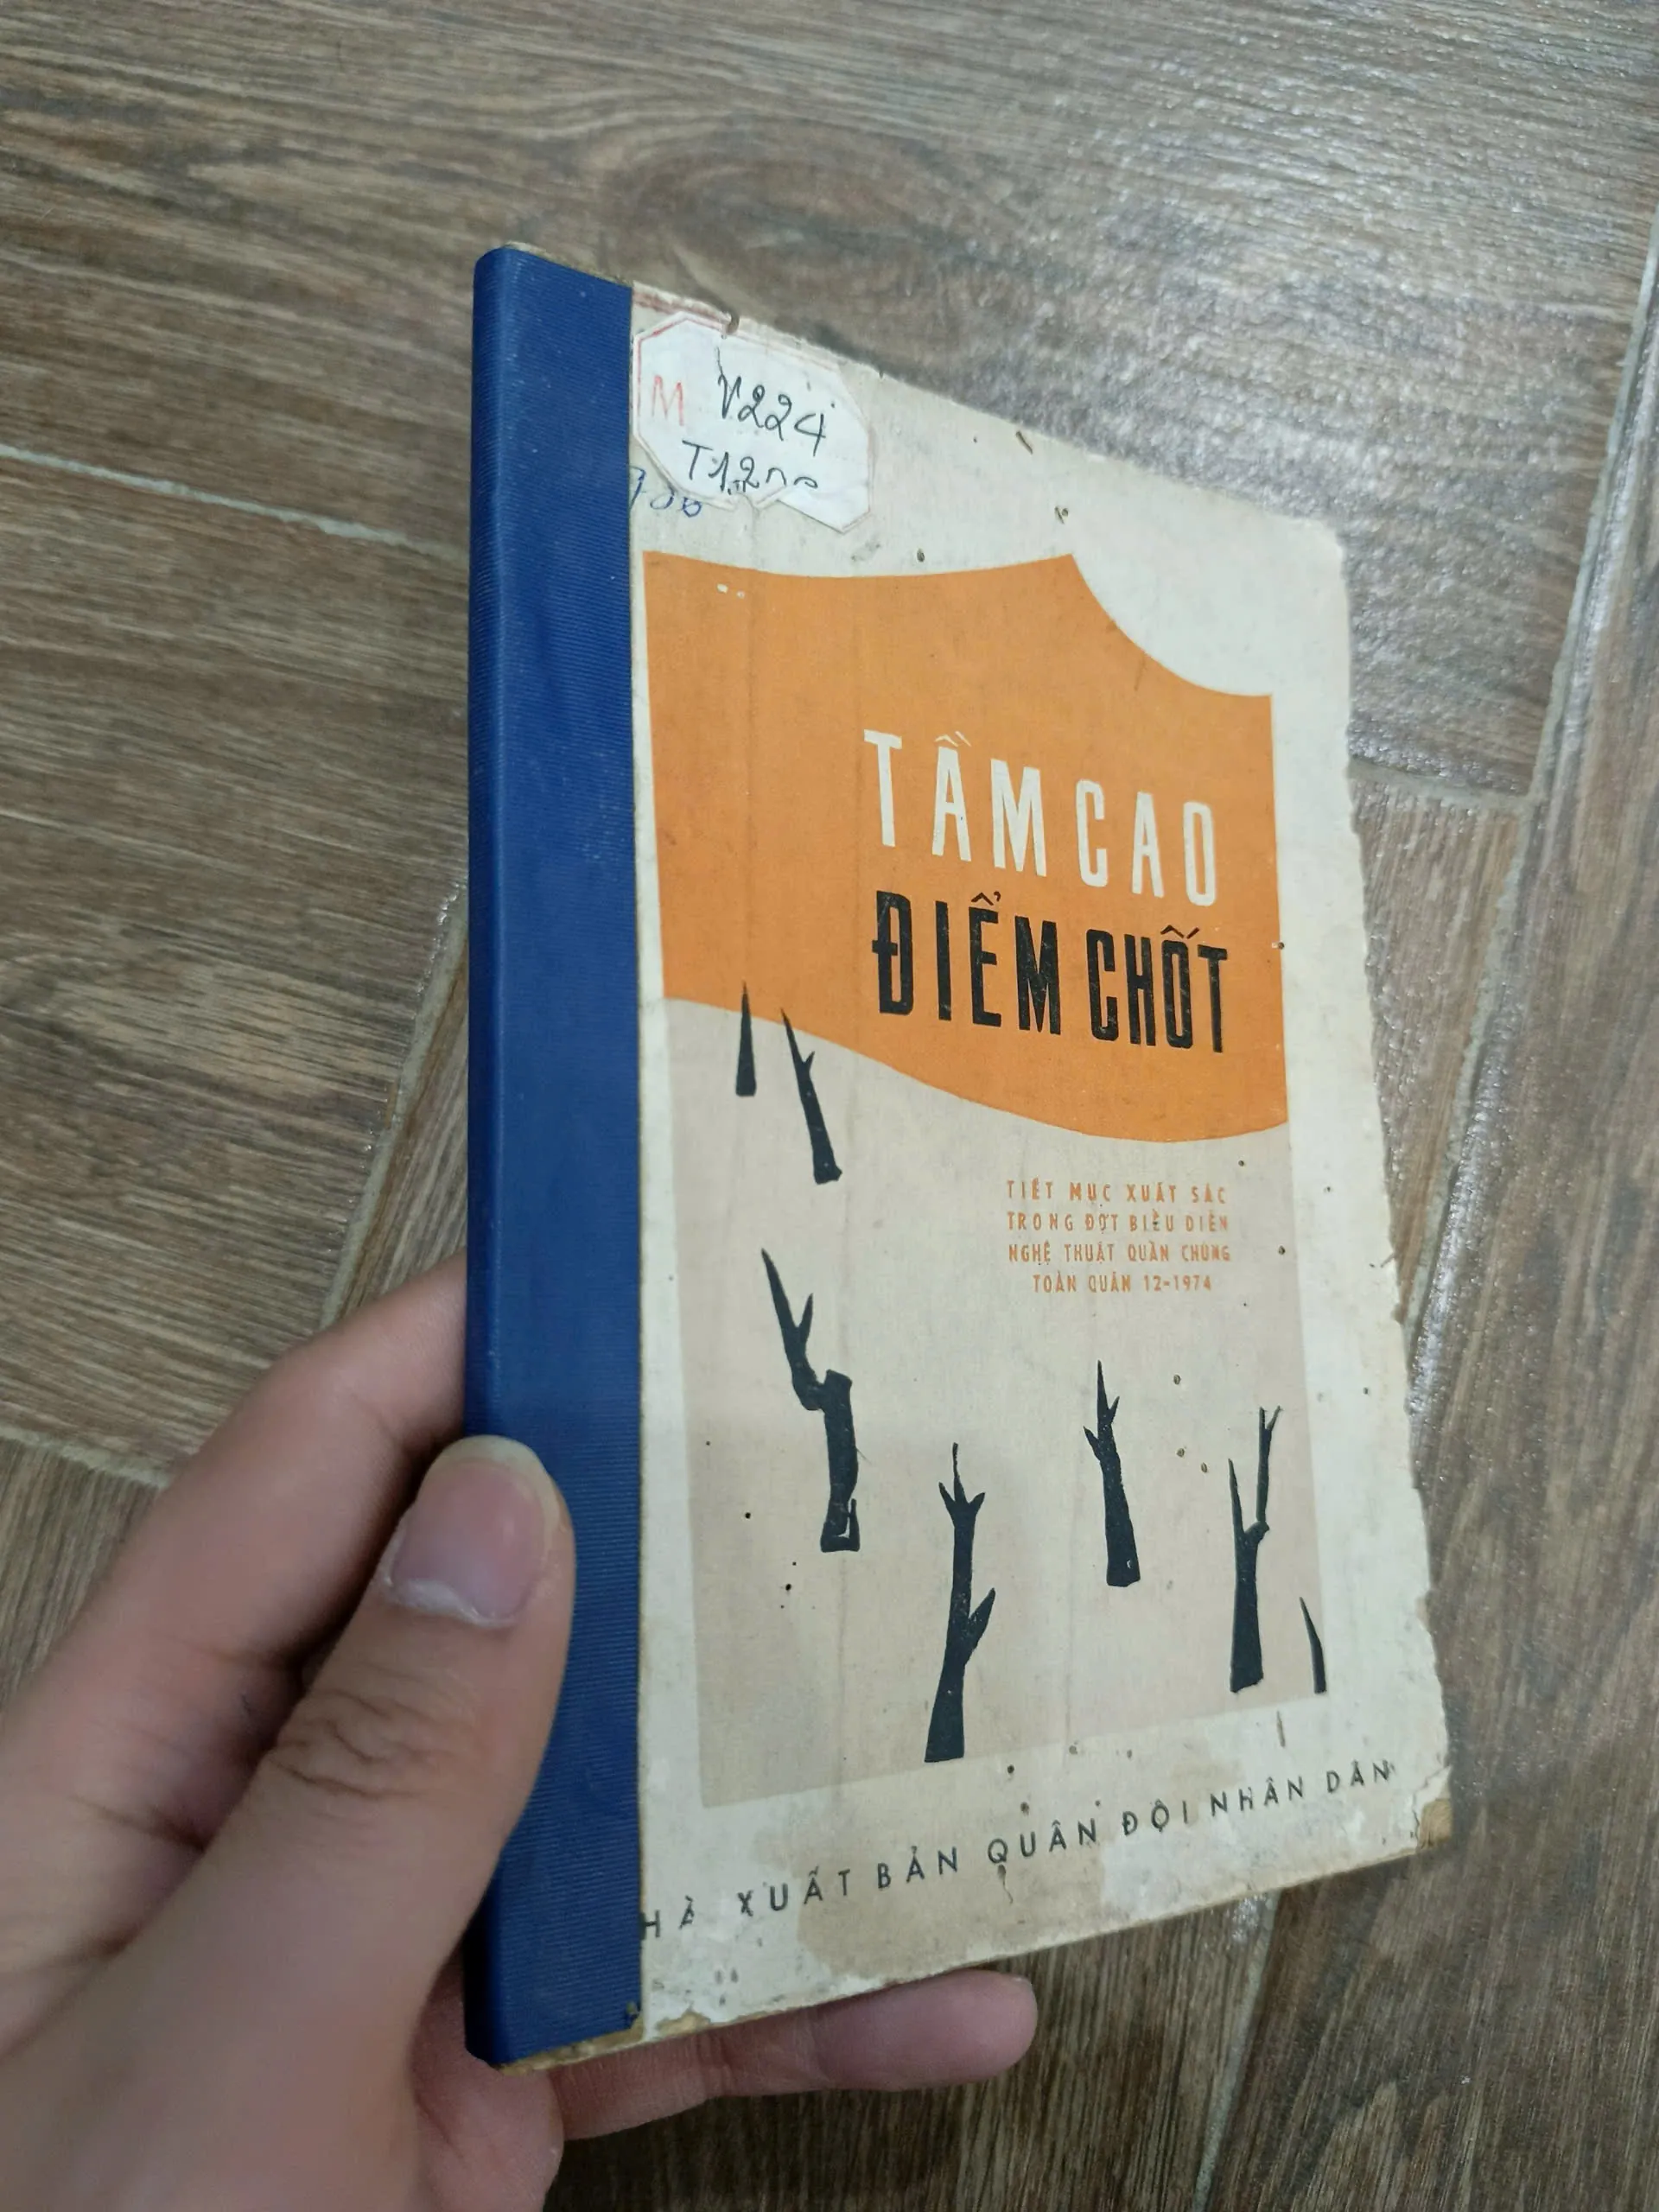 M V224
TẦM CAO
ĐIỂM CHỐT
TIẾT MỤC XUẤT SẮC
TRONG ĐỢT BIỂU DIỄN
NGHỆ THUẬT QUẦN CHÚNG
TOÀN QUÂN 12-1974
HÀ XUẤT BẢN QUÂN ĐỘI NHÂN DÂN